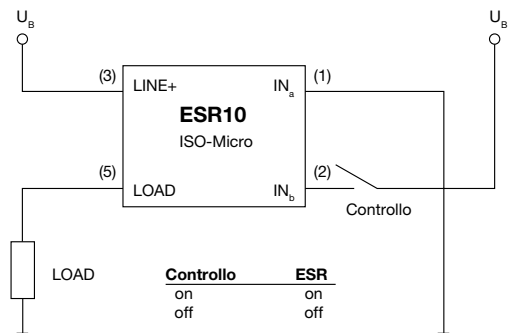 U_B U_B
(3) LINE+ IN_a (1)
ESR10
ISO-Micro
(5) LOAD IN_b (2)
Controllo
LOAD
Controllo ESR
on on
off off